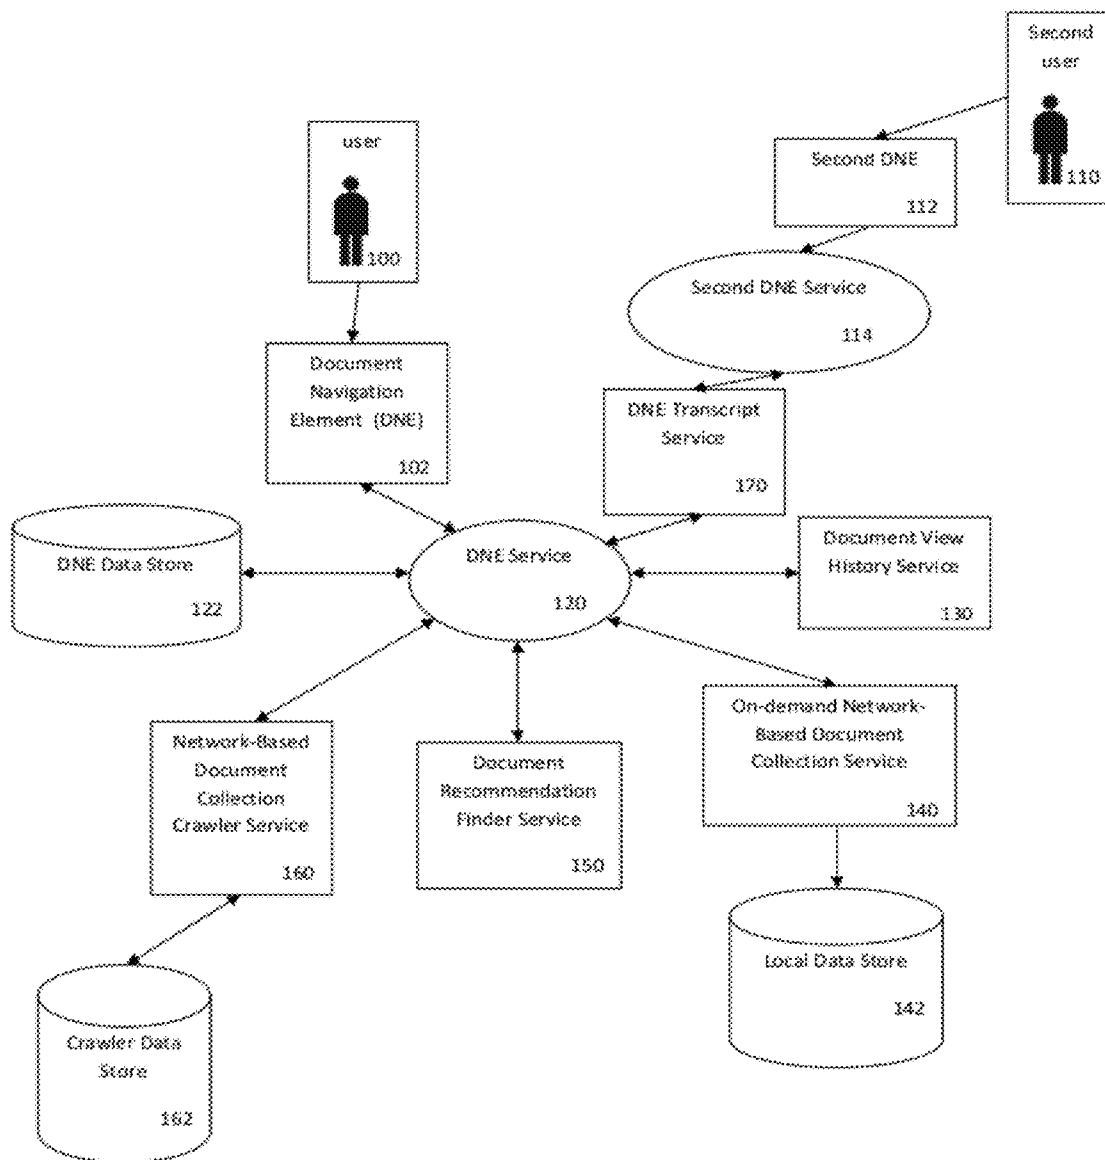 Second
user
110
user
100
Second DNE
112
Second DNE Service
114
Document
Navigation
Element (DNE)
102
DNE Transcript
Service
170
DNE Data Store
122
DNE Service
120
Document View
History Service
130
Network-Based
Document
Collection
Crawler Service
160
Document
Recommendation
Finder Service
150
On-demand Network-
Based Document
Collection Service
140
Crawler Data
Store
162
Local Data Store
142